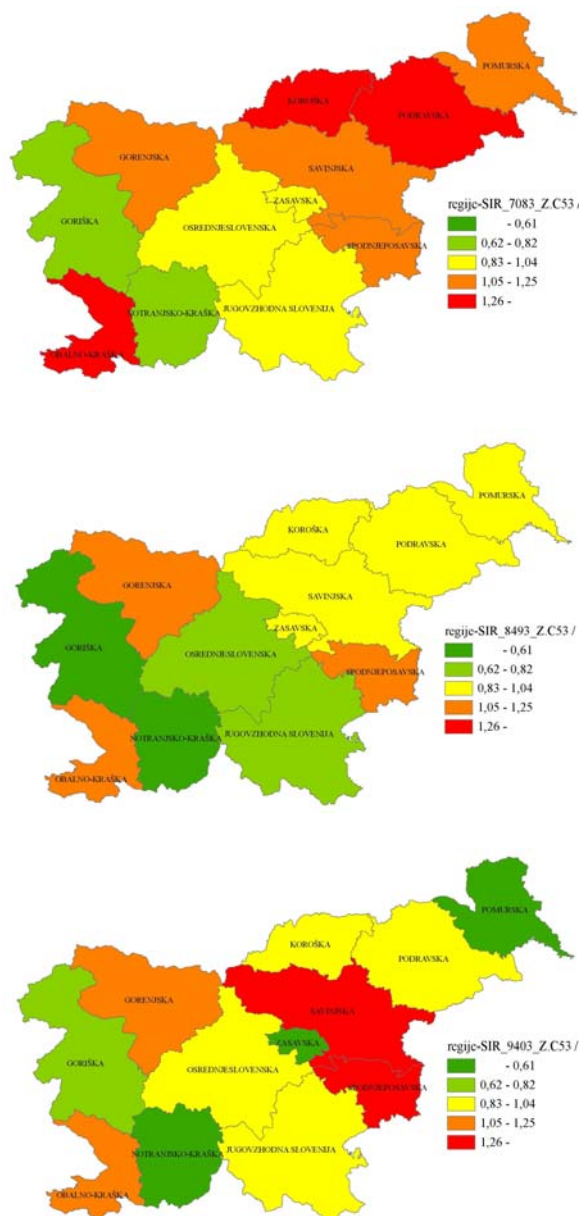 POMURSKA
KOROŠKA
PODRAVSKA
GORENJSKA
SAVINJSKA
ZASAVSKA
GORIŠKA
OSREDNJESLOVENSKA
SPODNJEPOSAVSKA
NOTRANJSKO-KRAŠKA
JUGOVZHODNA SLOVENIJA
OBALNO-KRAŠKA
regije-SIR_7083_Z.C53 /
- 0,61
0,62 - 0,82
0,83 - 1,04
1,05 - 1,25
1,26 -
POMURSKA
KOROŠKA
PODRAVSKA
GORENJSKA
SAVINJSKA
ZASAVSKA
GORIŠKA
OSREDNJESLOVENSKA
SPODNJEPOSAVSKA
NOTRANJSKO-KRAŠKA
JUGOVZHODNA SLOVENIJA
OBALNO-KRAŠKA
regije-SIR_8493_Z.C53 /
- 0,61
0,62 - 0,82
0,83 - 1,04
1,05 - 1,25
1,26 -
POMURSKA
KOROŠKA
PODRAVSKA
GORENJSKA
SAVINJSKA
ZASAVSKA
GORIŠKA
OSREDNJESLOVENSKA
SPODNJEPOSAVSKA
NOTRANJSKO-KRAŠKA
JUGOVZHODNA SLOVENIJA
OBALNO-KRAŠKA
regije-SIR_9403_Z.C53 /
- 0,61
0,62 - 0,82
0,83 - 1,04
1,05 - 1,25
1,26 -